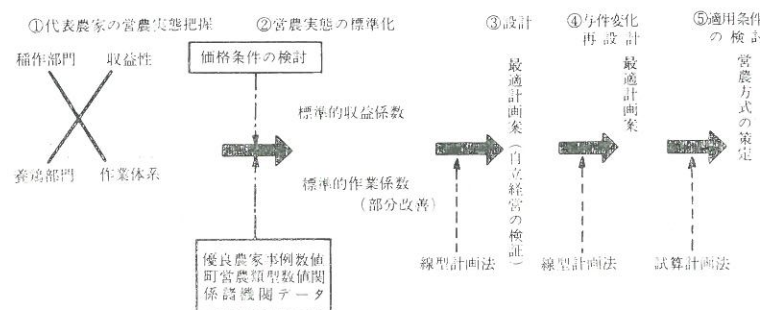 ①代表農家の営農実態把握
②営農実態の標準化
③設計
④与件変化
再設計
⑤適用条件
の検討
稲作部門
収益性
養鶏部門
作業体系
価格条件の検討
標準的収益係数
標準的作業係数
(部分改善)
優良農家事例数値
町営農類型数値関
係諸機関データ
最適計画案(自立経営の検証)
線型計画法
最適計画案
線型計画法
営農方式の策定
試算計画法